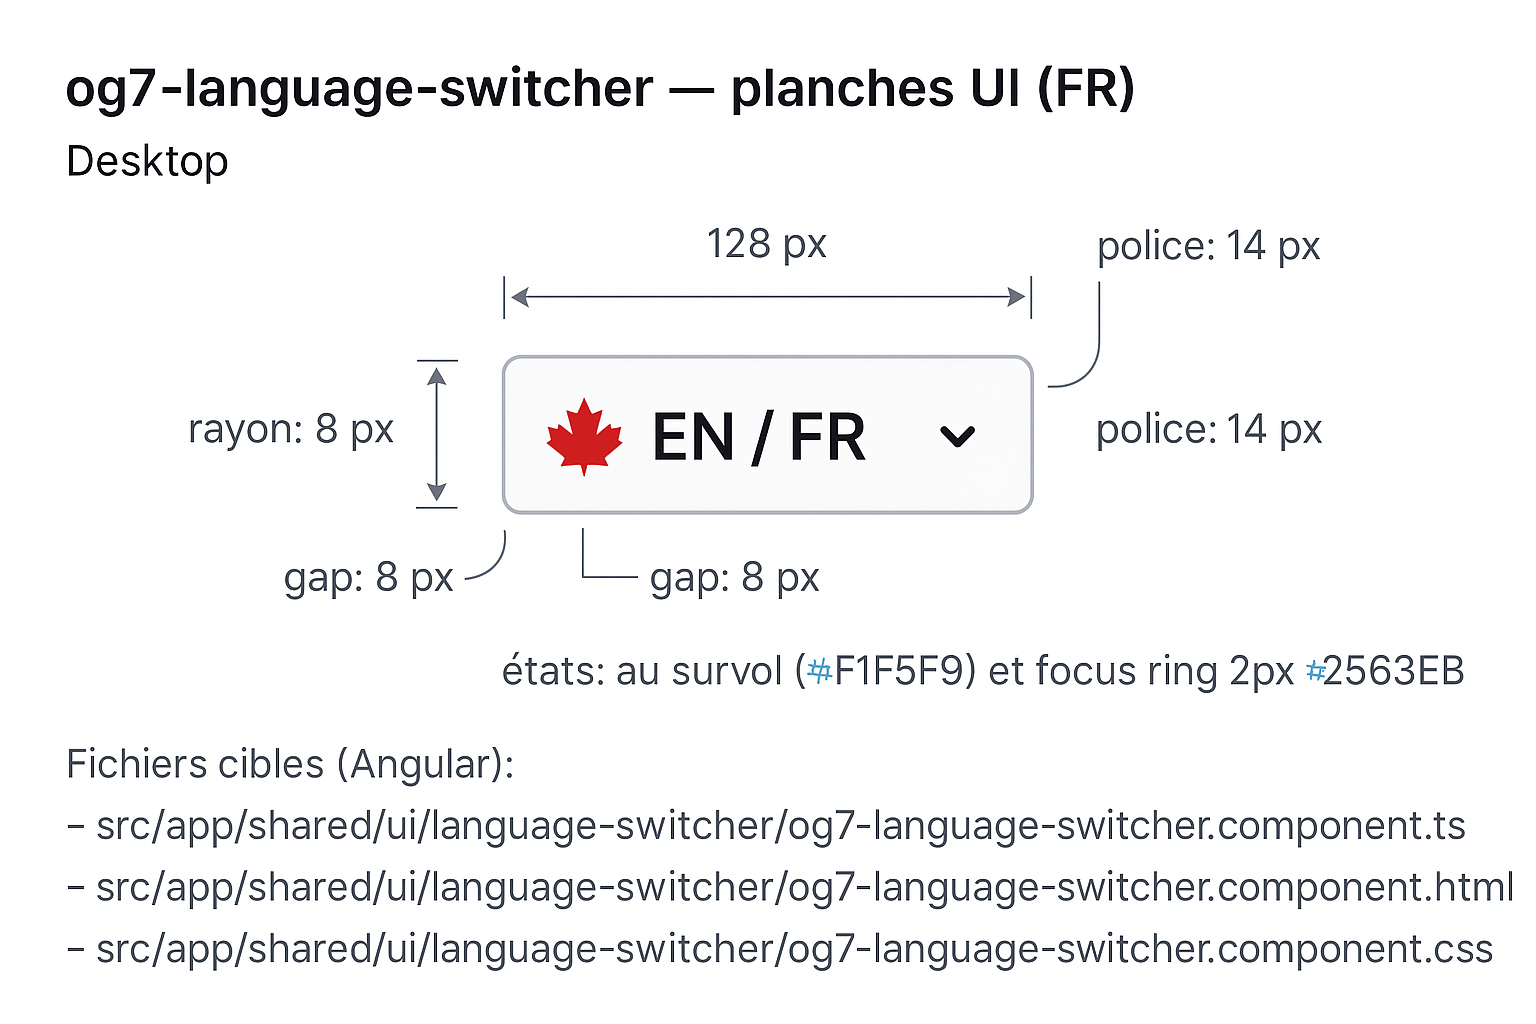 og7-language-switcher — planches UI (FR)
Desktop
128 px
police: 14 px
rayon: 8 px
EN / FR
police: 14 px
gap: 8 px
gap: 8 px
états: au survol (#F1F5F9) et focus ring 2px #2563EB
Fichiers cibles (Angular):
– src/app/shared/ui/language-switcher/og7-language-switcher.component.ts
– src/app/shared/ui/language-switcher/og7-language-switcher.component.html
– src/app/shared/ui/language-switcher/og7-language-switcher.component.css